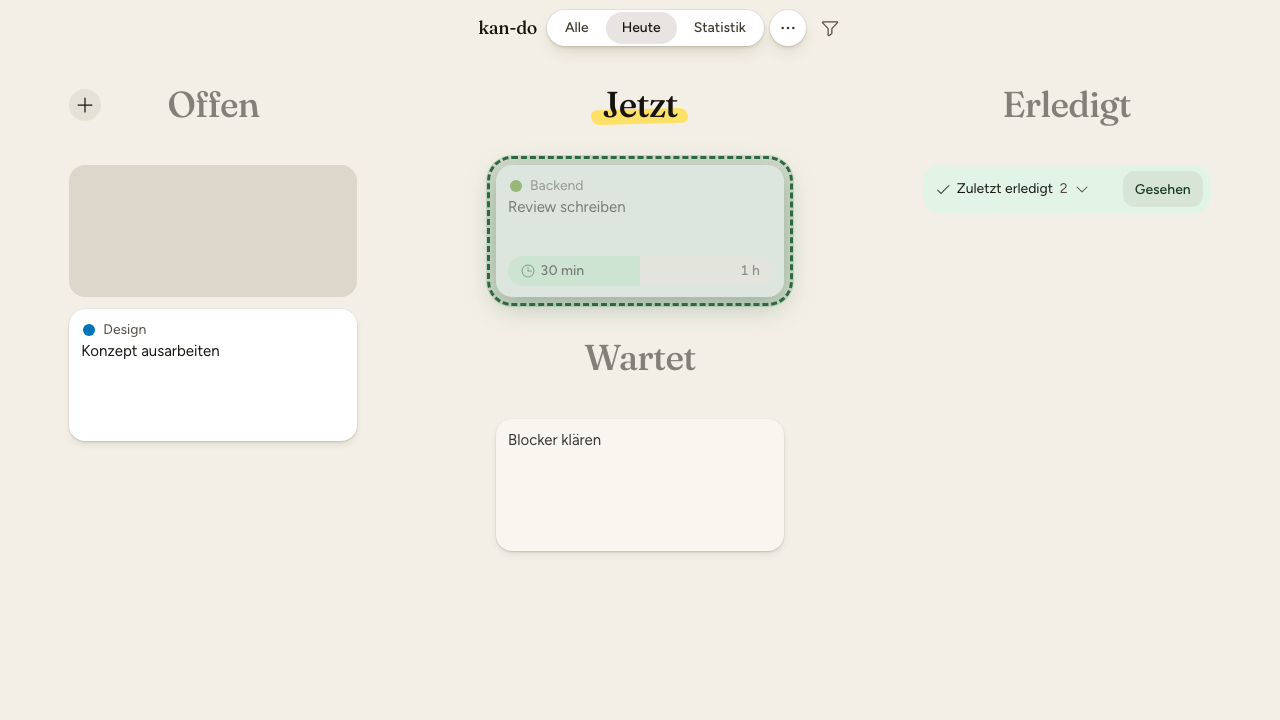 kan-do
Alle
Heute
Statistik
Offen
Jetzt
Erledigt
Backend
Review schreiben
30 min
1 h
Zuletzt erledigt 2
Gesehen
Design
Konzept ausarbeiten
Wartet
Blocker klären